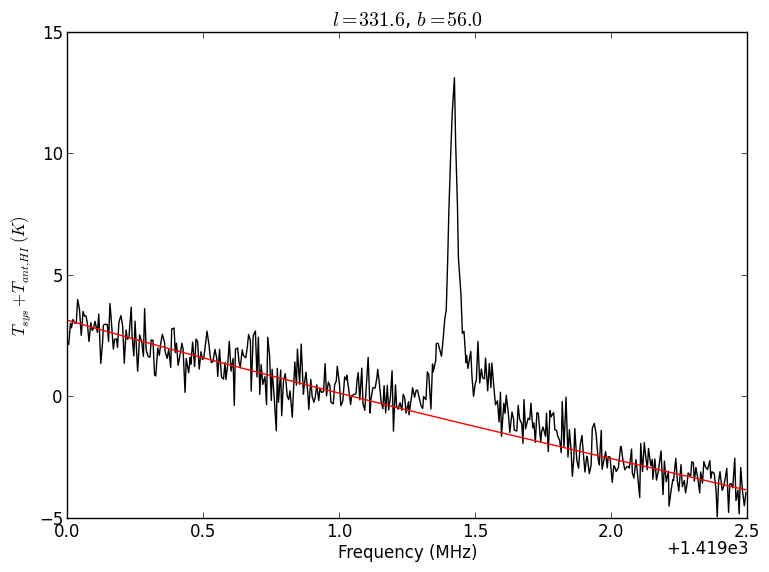 l=331.6, b=56.0
T_sys + T_ant,HI (K)
15
10
5
0
−5
0.0 0.5 1.0 1.5 2.0 2.5
Frequency (MHz)
+1.419e3